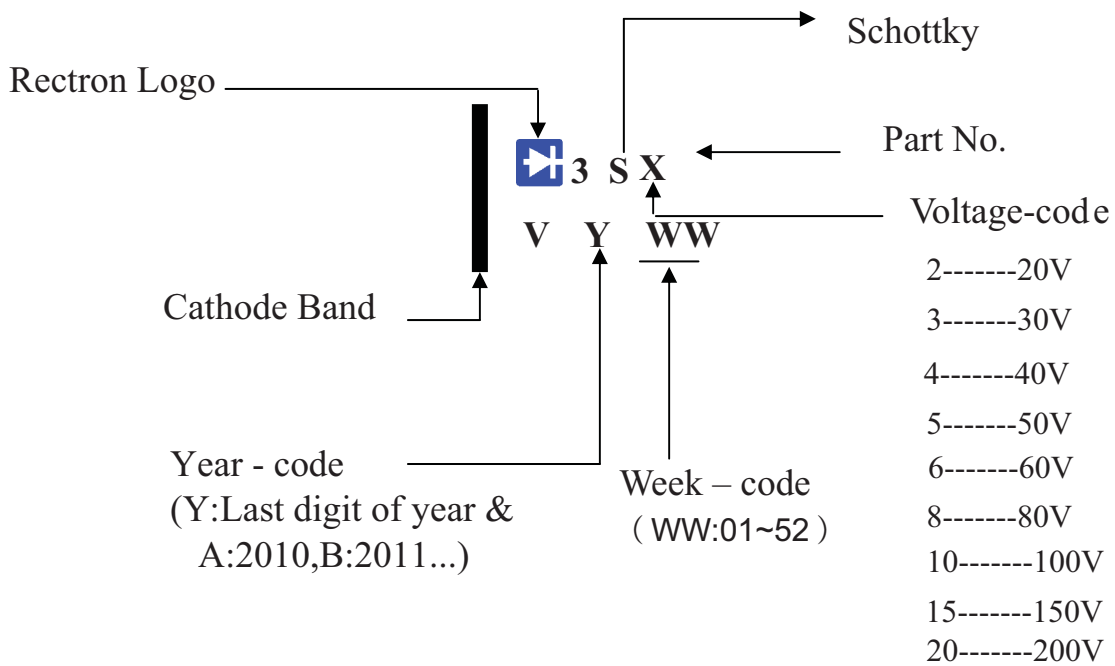 Schottky
Rectron Logo
3 S X
Part No.
Voltage-code
V Y WW
2-------20V
Cathode Band
3-------30V
4-------40V
5-------50V
Year - code
6-------60V
Week – code
(Y:Last digit of year &
(WW:01~52)
8-------80V
A:2010,B:2011...)
10-------100V
15-------150V
20-------200V